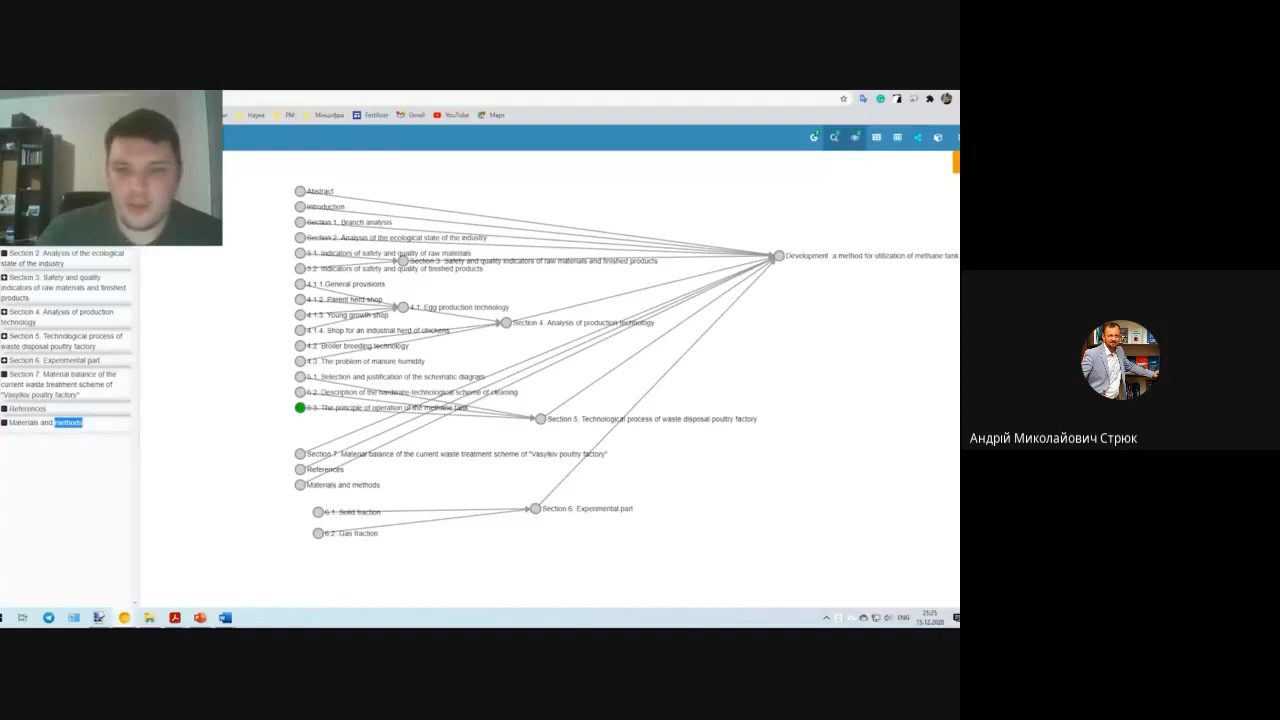 Наука
РМ
Мінцифра
Fertilizer
Gmail
YouTube
Maps
Section 2. Analysis of the ecological
state of the industry
Section 3. Safety and quality
indicators of raw materials and finished
products
Section 4. Analysis of production
technology
Section 5. Technological process of
waste disposal poultry factory
Section 6. Experimental part
Section 7. Material balance of the
current waste treatment scheme of
"Vasylkiv poultry factory"
References
Materials and methods
Abstract
Introduction
Section 1. Branch analysis
Section 2. Analysis of the ecological state of the industry
3.1. Indicators of safety and quality of raw materials
Section 3. Safety and quality indicators of raw materials and finished products
3.2. Indicators of safety and quality of finished products
4.1.1.General provisions
4.1.2. Parent herd shop
4.1. Egg production technology
4.1.3. Young growth shop
4.1.4. Shop for an industrial herd of chickens
Section 4. Analysis of production technology
4.2. Broiler breeding technology
4.3. The problem of manure humidity
5.1. Selection and justification of the schematic diagram
5.2. Description of the hardware-technological scheme of cleaning
5.3. The principle of operation of the methane tank
Section 5. Technological process of waste disposal poultry factory
Section 7. Material balance of the current waste treatment scheme of "Vasylkiv poultry factory"
References
Materials and methods
6.1. Solid fraction
Section 6. Experimental part
6.2. Gas fraction
Development a method for utilization of methane tank
ENG
21:25
15.12.2020
Андрій Миколайович Стрюк